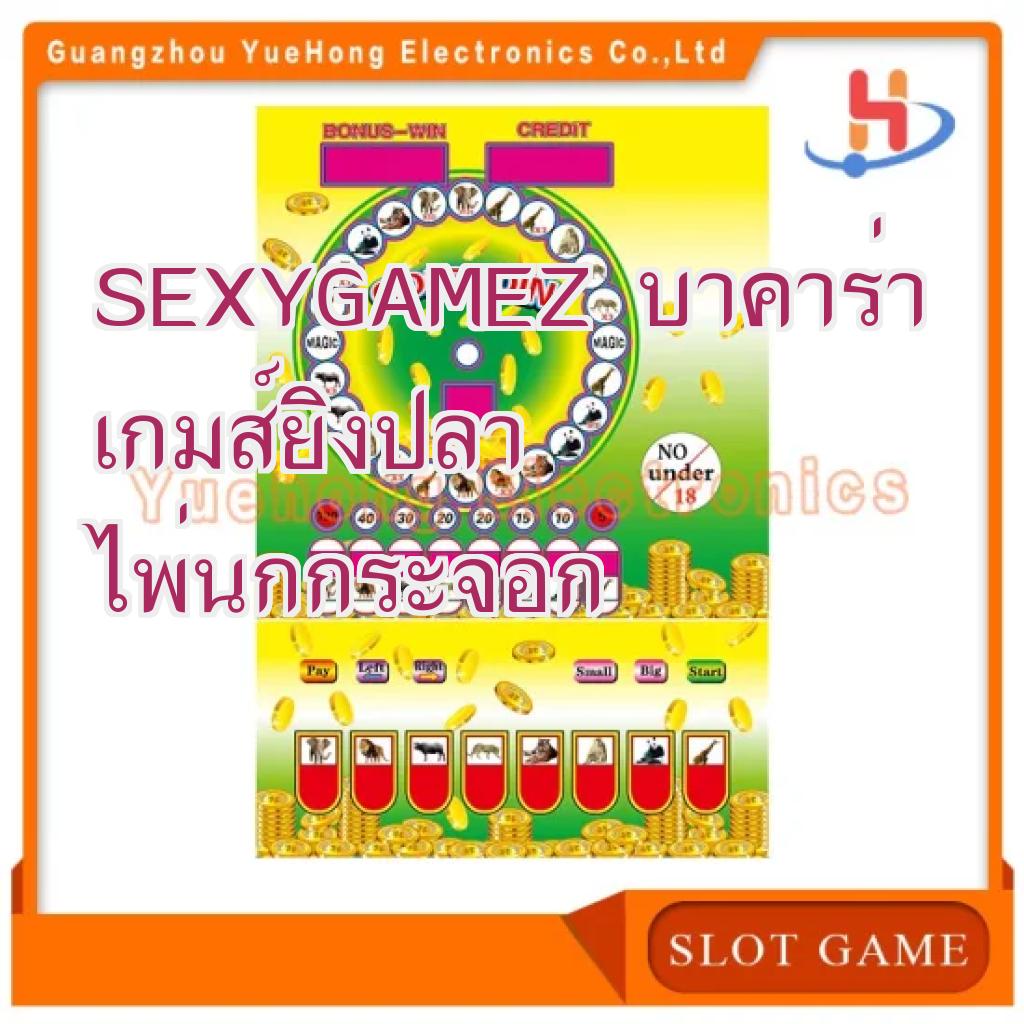 Guangzhou YueHong Electronics Co.,Ltd
BONUS-WIN CREDIT
SEXYGAMEZ บาคาร่า
MAGIC MAGIC
เกมส์ยิงปลา
NO
under
18
Yuehong Electronics
40 30 20 20 15 10 5
ไพ่นกกระจอก
Pay Left Right Small Big Start
SLOT GAME